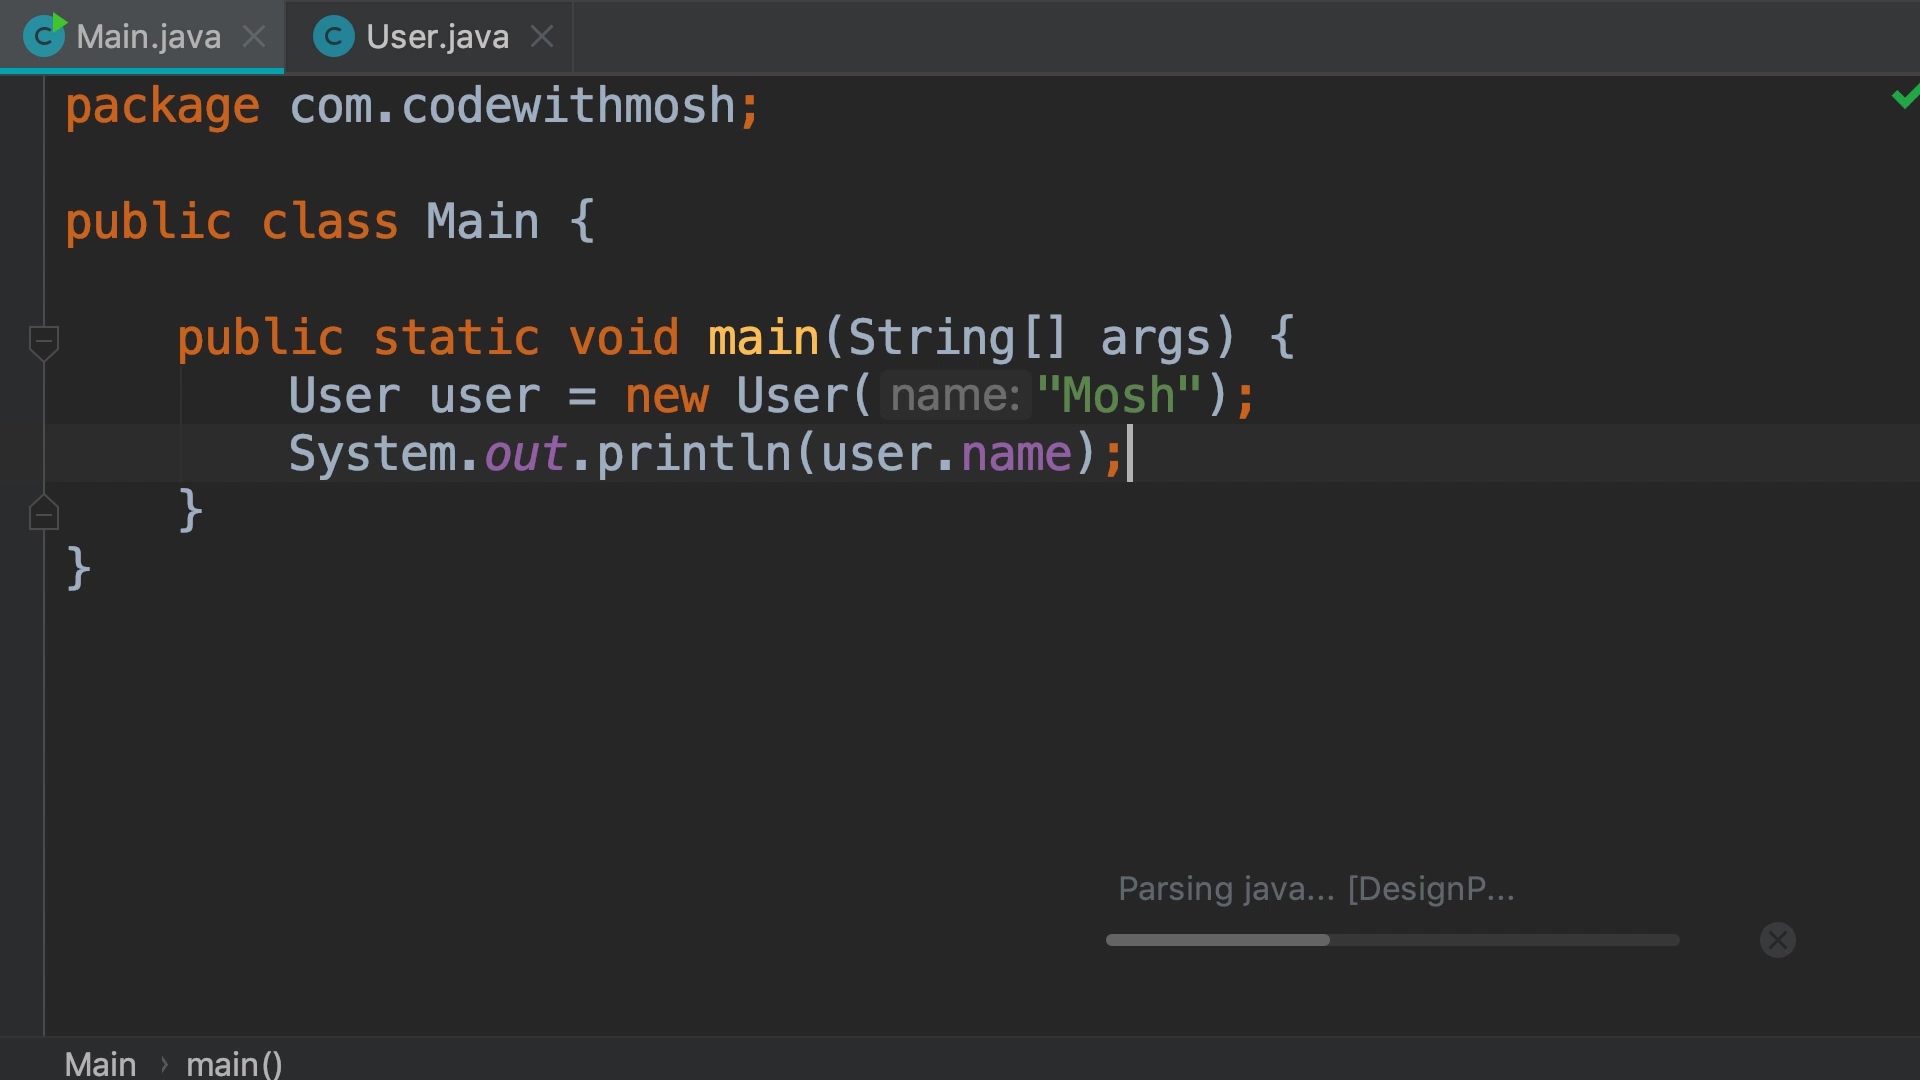 Main.java User.java
package com.codewithmosh;
public class Main {
public static void main(String[] args) {
User user = new User( name: "Mosh");
System.out.println(user.name);
}
}
Parsing java... [DesignP...
Main › main()